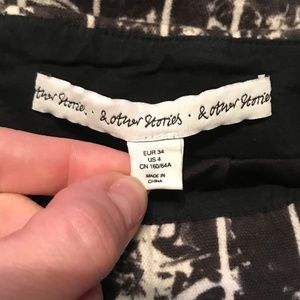 other Stories · & other Stories · & other Stories
EUR 34
US 4
CN 160/64A
MADE IN
CHINA